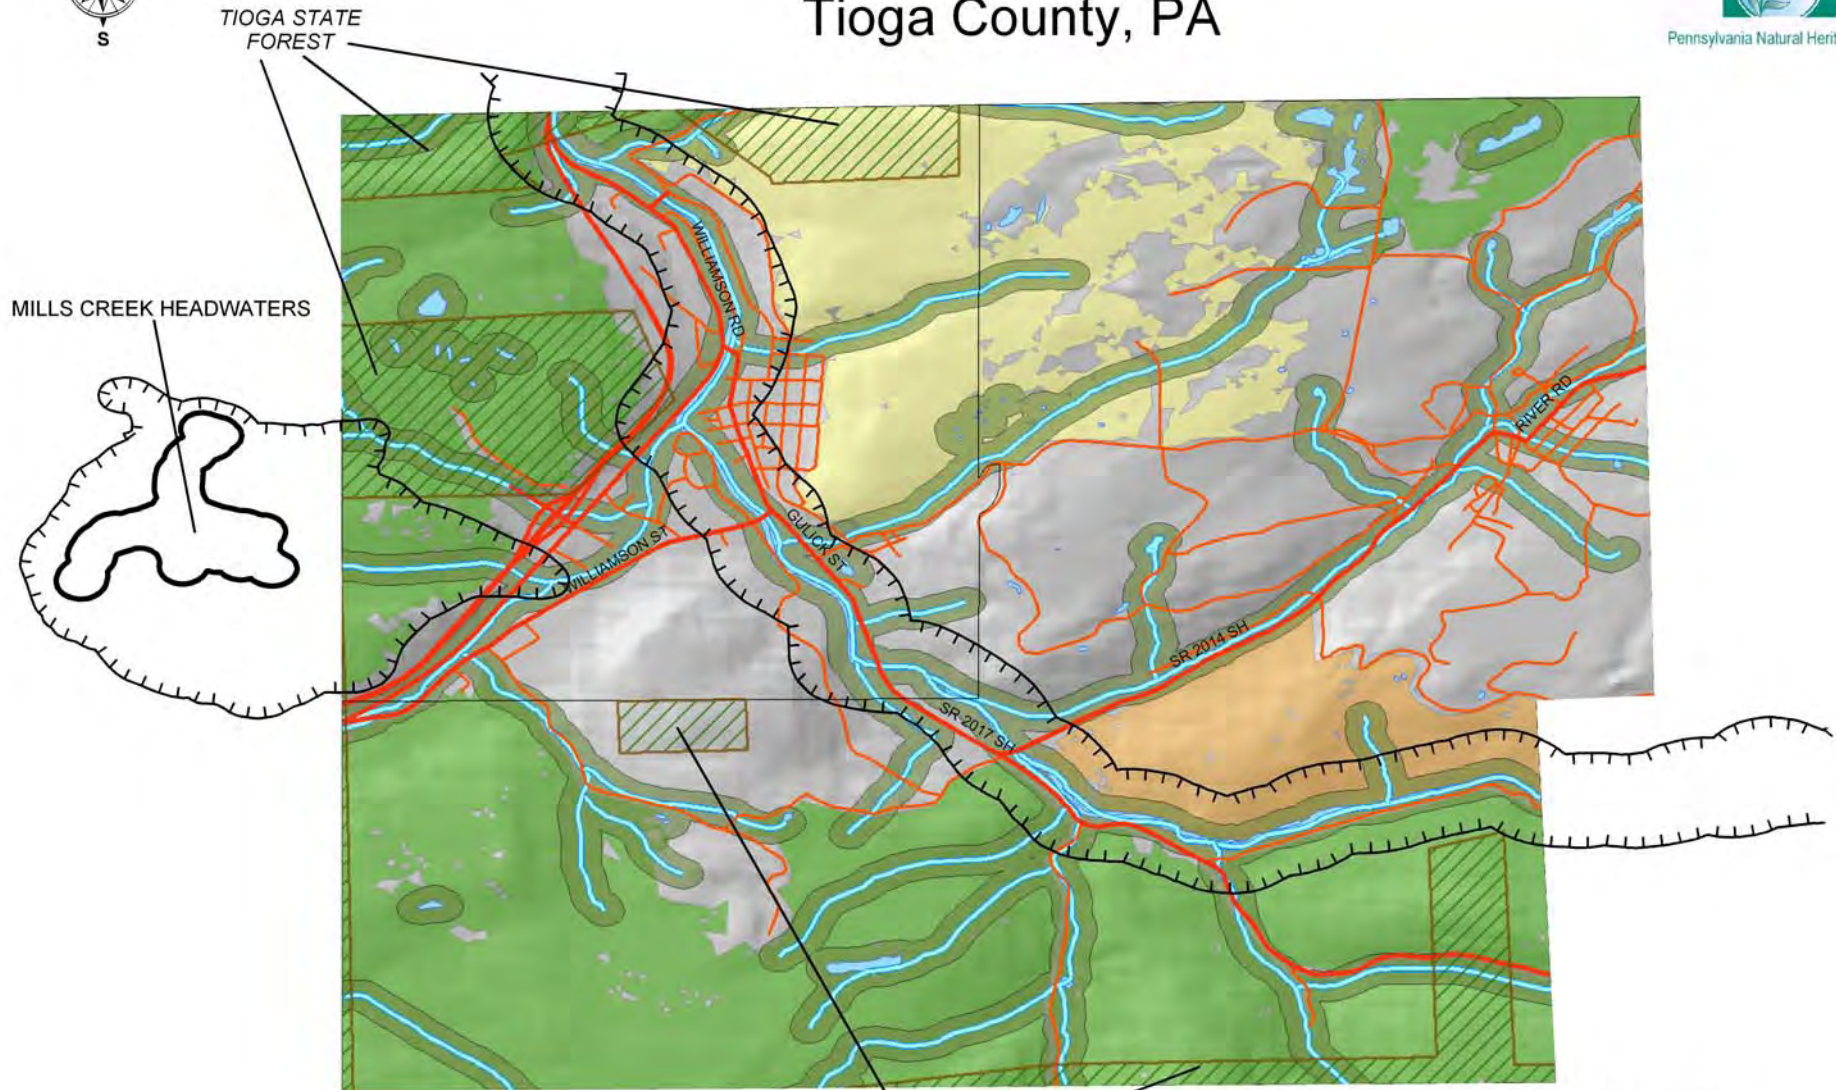 Tioga County, PA
S
TIOGA STATE
FOREST
Pennsylvania Natural Herit
MILLS CREEK HEADWATERS
WILLIAMSON RD
RIVER RD
GULICK ST
WILLIAMSON ST
SR 2014 SH
SR 2017 SH